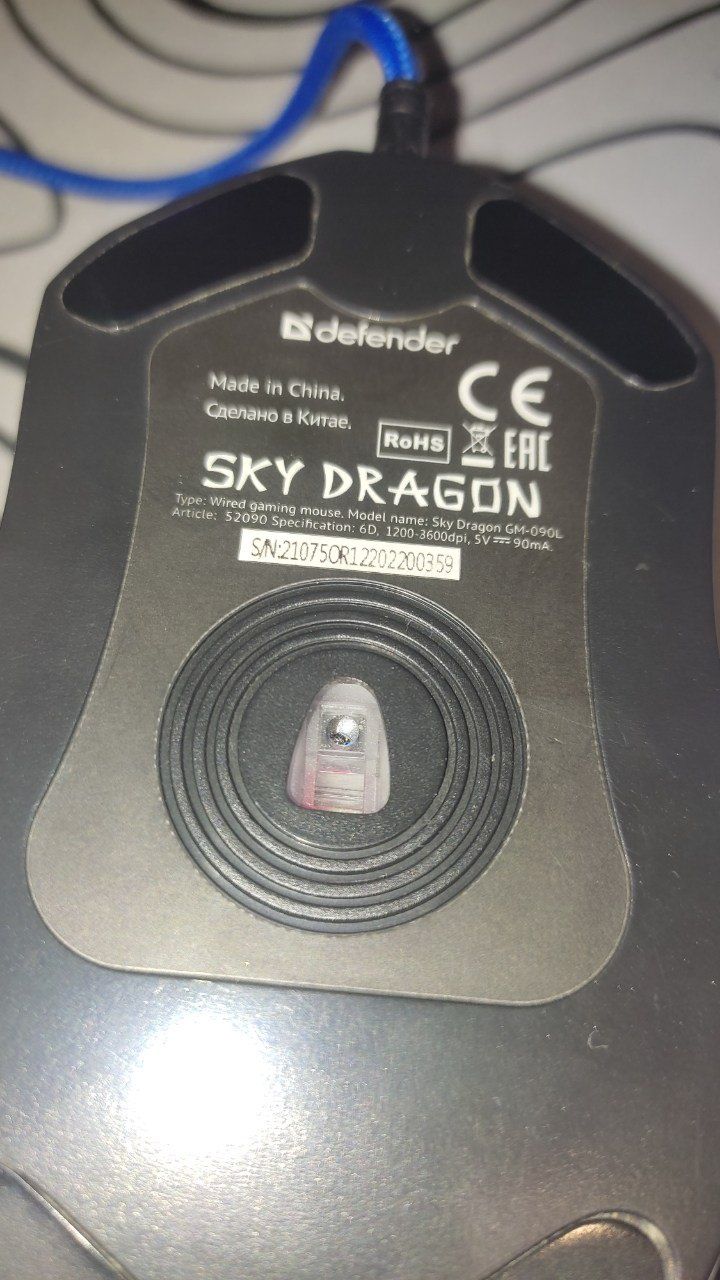 defender
Made in China.
Сделано в Китае.
CE
RoHS
EAC
SKY DRAGON
Type: Wired gaming mouse. Model name: Sky Dragon GM-090L
Article: 52090 Specification: 6D, 1200-3600dpi, 5V ⎓ 90mA.
S/N:21075OR12202200359